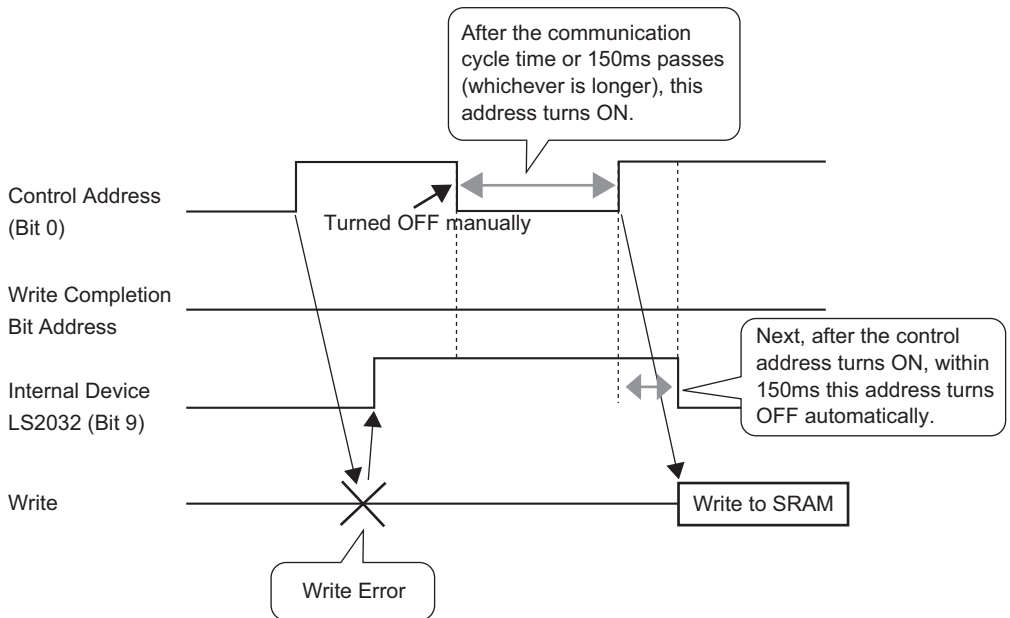 After the communication
cycle time or 150ms passes
(whichever is longer), this
address turns ON.
Control Address
(Bit 0)
Turned OFF manually
Write Completion
Bit Address
Next, after the control
address turns ON, within
150ms this address turns
OFF automatically.
Internal Device
LS2032 (Bit 9)
Write
Write to SRAM
Write Error